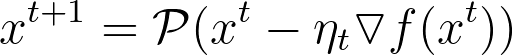 x^{t+1} = \mathcal{P}(x^t - \eta_t \triangledown f(x^t))